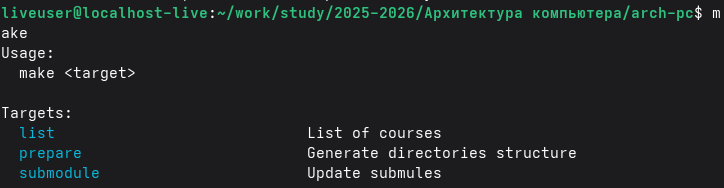 liveuser@localhost-live:~/work/study/2025-2026/Архитектура компьютера/arch-pc$ m
ake
Usage:
  make <target>

Targets:
  list                            List of courses
  prepare                         Generate directories structure
  submodule                       Update submules